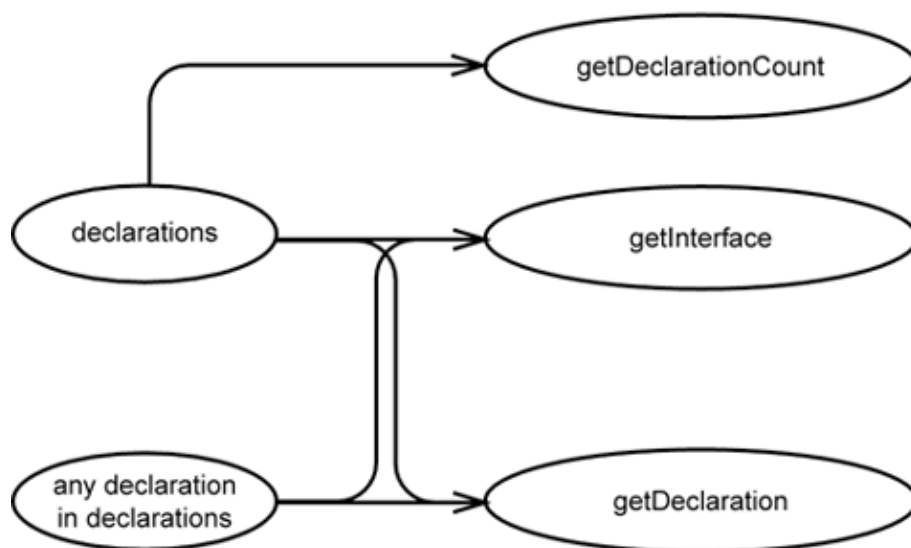 getDeclarationCount
declarations
getInterface
any declaration
in declarations
getDeclaration